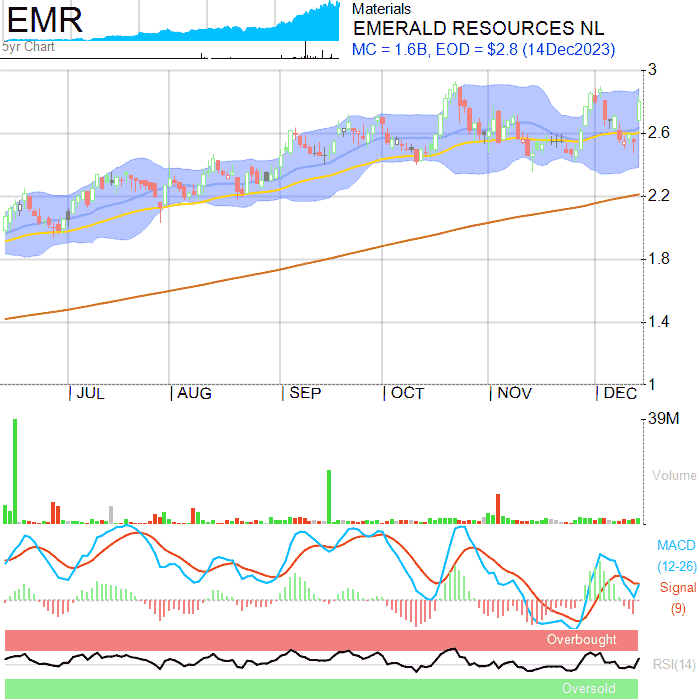 EMR
5yr Chart
Materials
EMERALD RESOURCES NL
MC = 1.6B, EOD = $2.8 (14Dec2023)
3
2.6
2.2
1.8
1.4
1
JUL AUG SEP OCT NOV DEC
39M
Volume
MACD
(12-26)
Signal
(9)
Overbought
RSI(14)
Oversold